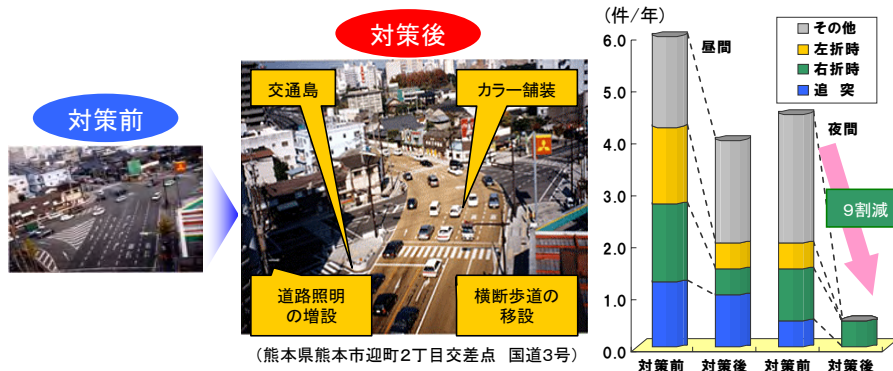 対策前
対策後
交通島
カラー舗装
道路照明
の増設
横断歩道の
移設
(熊本県熊本市迎町2丁目交差点 国道3号)
(件/年)
6.0
5.0
4.0
3.0
2.0
1.0
0.0
昼間
夜間
その他
左折時
右折時
追 突
9割減
対策前
対策後
対策前
対策後